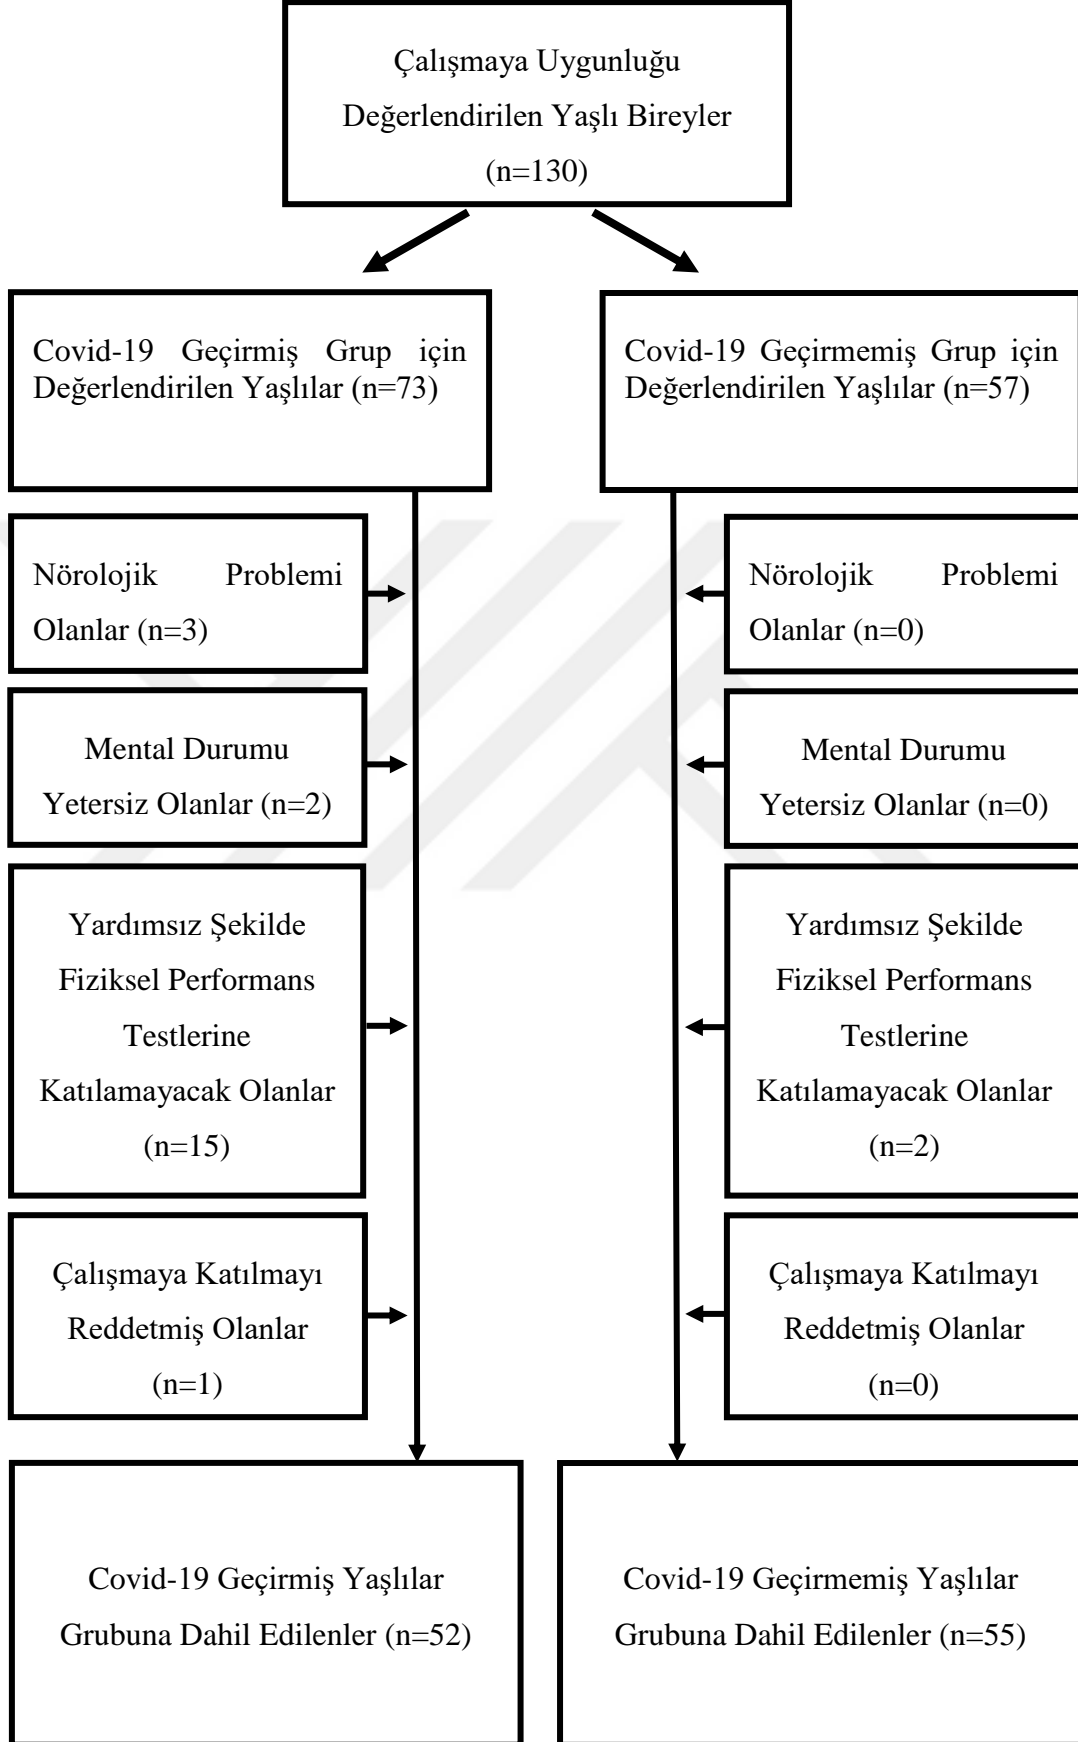 Çalışmaya Uygunluğu
Değerlendirilen Yaşlı Bireyler
(n=130)
Covid-19 Geçirmiş Grup için
Değerlendirilen Yaşlılar (n=73)
Covid-19 Geçirmemiş Grup için
Değerlendirilen Yaşlılar (n=57)
Nörolojik Problemi
Olanlar (n=3)
Nörolojik Problemi
Olanlar (n=0)
Mental Durumu
Yetersiz Olanlar (n=2)
Mental Durumu
Yetersiz Olanlar (n=0)
Yardımsız Şekilde
Fiziksel Performans
Testlerine
Katılamayacak Olanlar
(n=15)
Yardımsız Şekilde
Fiziksel Performans
Testlerine
Katılamayacak Olanlar
(n=2)
Çalışmaya Katılmayı
Reddetmiş Olanlar
(n=1)
Çalışmaya Katılmayı
Reddetmiş Olanlar
(n=0)
Covid-19 Geçirmiş Yaşlılar
Grubuna Dahil Edilenler (n=52)
Covid-19 Geçirmemiş Yaşlılar
Grubuna Dahil Edilenler (n=55)